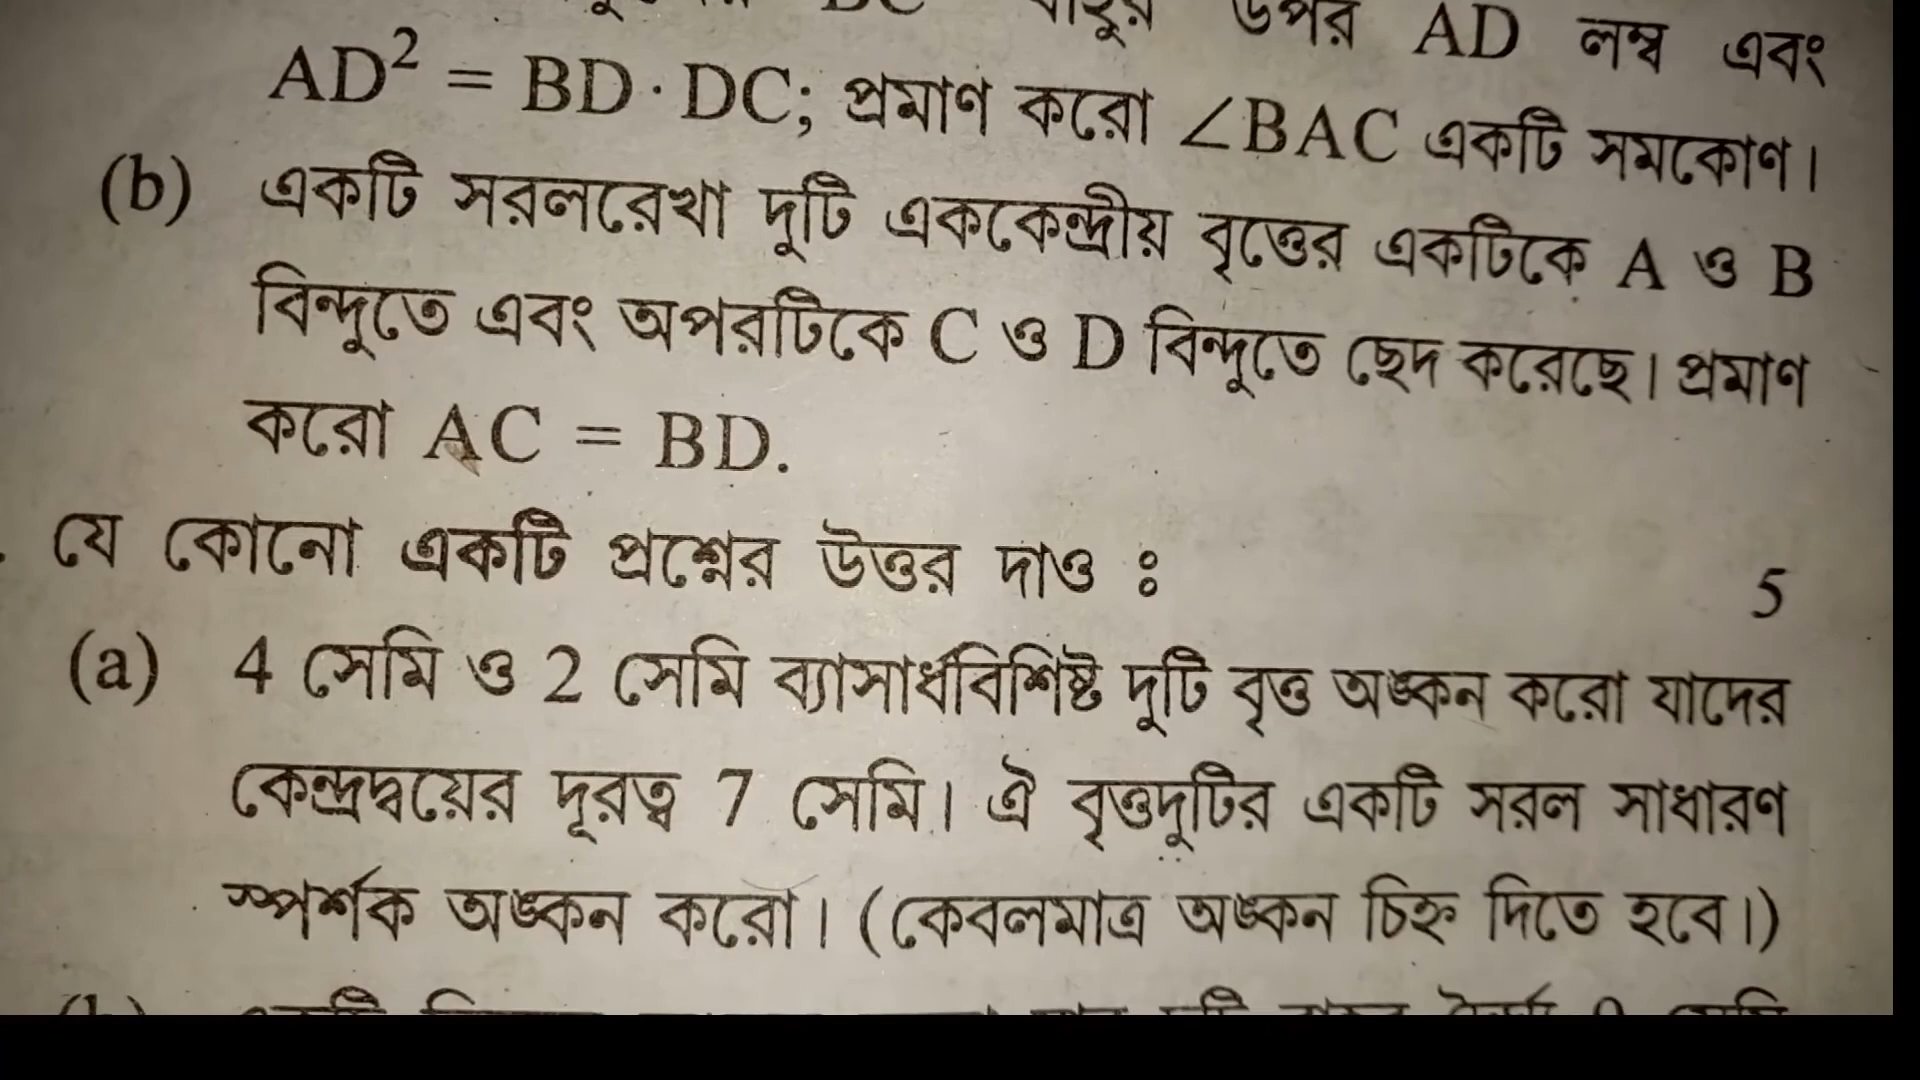 BC বাহুর উপর AD লম্ব এবং
AD² = BD · DC; প্রমাণ করো ∠BAC একটি সমকোণ।
(b) একটি সরলরেখা দুটি এককেন্দ্রীয় বৃত্তের একটিকে A ও B
বিন্দুতে এবং অপরটিকে C ও D বিন্দুতে ছেদ করেছে। প্রমাণ
করো AC = BD.
যে কোনো একটি প্রশ্নের উত্তর দাও : 5
(a) 4 সেমি ও 2 সেমি ব্যাসার্ধবিশিষ্ট দুটি বৃত্ত অঙ্কন করো যাদের
কেন্দ্রদ্বয়ের দূরত্ব 7 সেমি। ঐ বৃত্তদুটির একটি সরল সাধারণ
স্পর্শক অঙ্কন করো। (কেবলমাত্র অঙ্কন চিহ্ন দিতে হবে।)